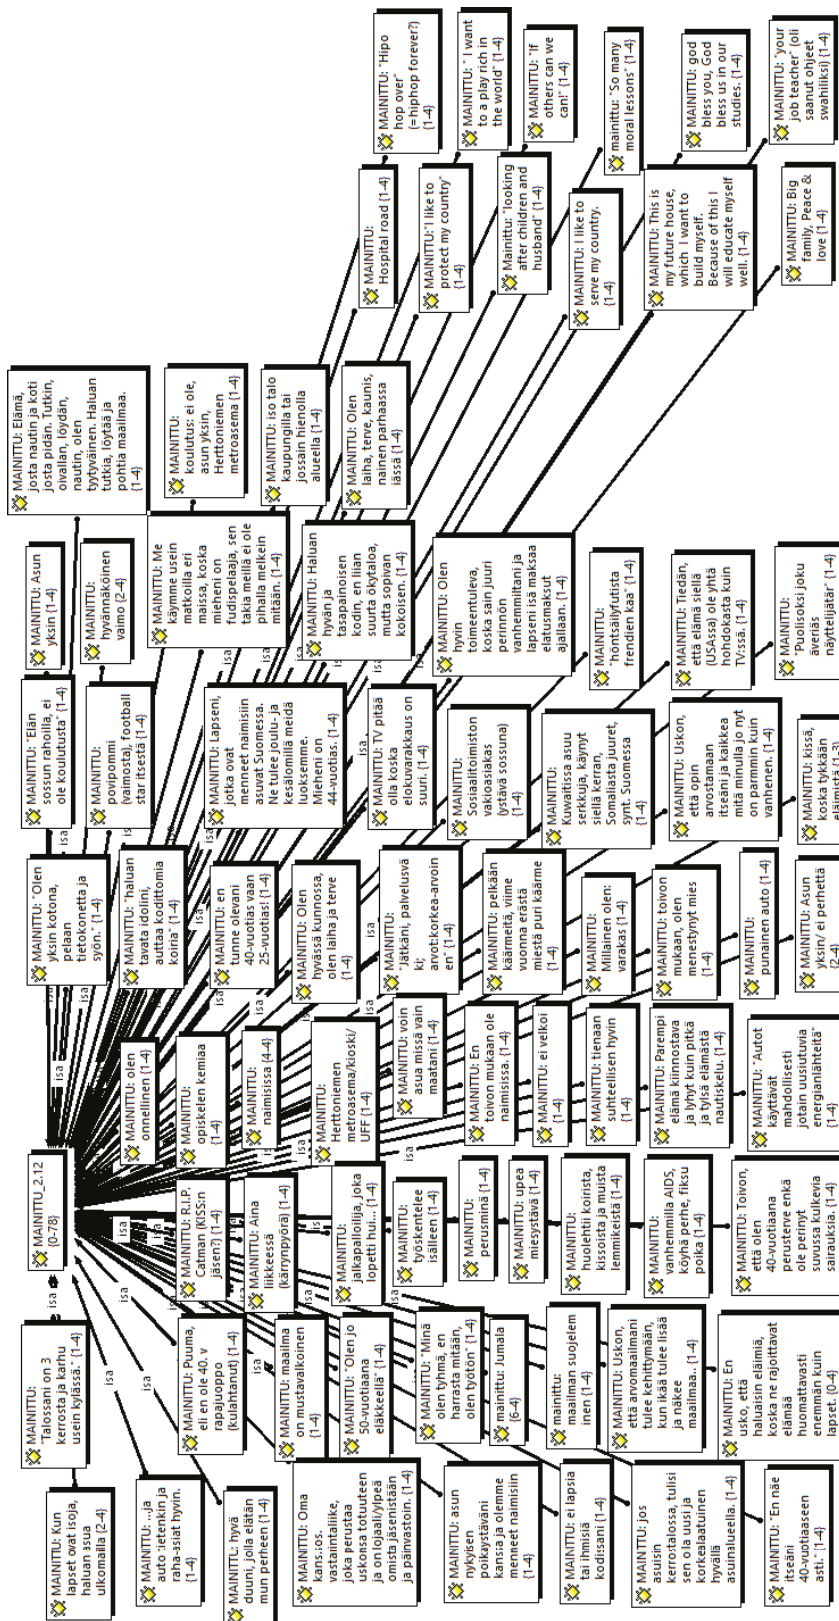 MAINITTU_2.12
{0-78}
MAINITTU: "En näe
itseäni
40-vuotiaaseen
asti." {1-4}
MAINITTU: jos
asuisin
kerrostalossa, tulisi
sen olla uusi ja
korkealaatuinen
hyvällä
asuinalueella. {1-4}
MAINITTU: ei lapsia
tai ihmisiä
kodissani {1-4}
MAINITTU: asun
nykyisen
poikaystäväni
kanssa ja olemme
menneet naimisiin
{1-4}
MAINITTU: Oma
vastaintialiike,
joka perustaa
uskonsa totuuteen
ja on lojaali/ylpeä
omista jäsenistään
ja päinvastoin. {1-4}
MAINITTU: hyvä
duuni, jolla elätän
mun perheen {1-4}
MAINITTU: ...ja
auto tietenkin ja
raha-asiat hyvin.
{1-4}
MAINITTU: Kun
lapset ovat isoja,
haluan asua
ulkomailla {2-4}
MAINITTU:
"Talossani on 3
kerrosta ja karhu
usein kylässä." {1-4}
MAINITTU: En
usko, että
haluaisin eläimiä,
koska ne rajoittavat
elämää
huomattavasti
enemmän kuin
lapset. {0-4}
MAINITTU: Uskon,
että arvomaailmani
tulee kehittymään,
kun ikää tulee lisää
ja näkee
maailmaa.. {1-4}
mainittu:
maailman suojelem
inen {1-4}
mainittu: Jumala
{6-4}
MAINITTU: "Minä
olen tyhmä, en
harrasta mitään,
olen työtön" {1-4}
MAINITTU: "Olen jo
50-vuotiaana
eläkkeellä" {1-4}
MAINITTU: maailma
on mustavalkoinen
{1-4}
MAINITTU: Puuma,
eli en ole 40. v
rapajuoppo
(kulahtanut) {1-4}
MAINITTU: Toivon,
että olen
40-vuotiaana
perusterve enkä
ole perinyt
suvussa kulkevia
sairauksia. {1-4}
MAINITTU:
vanhemmilla AIDS,
köyhä perhe, fiksu
poika {1-4}
MAINITTU:
huolehtii koirista,
kissoista ja muista
lemmikeistä {1-4}
MAINITTU: upea
miesystävä {1-4}
MAINITTU:
perusminä {1-4}
MAINITTU:
työskentelee
isälleen {1-4}
MAINITTU:
jalkapalloilija, joka
lopetti hui... {1-4}
MAINITTU: Aina
liikkeessä
(kärrynpyörä) {1-4}
MAINITTU: R.I.P.
Catman (KISS:n
jäsen?) {1-4}
MAINITTU: "Autot
käyttävät
mahdollisesti
jotain uusiutuvia
energianlähteitä"
{1-4}
MAINITTU: Parempi
elämä kiinnostava
ja lyhyt kuin pitkä
ja tylsä elämästä
nautiskelu. {1-4}
MAINITTU: tienaan
suhteellisen hyvin
{1-4}
MAINITTU: ei velkoi
{1-4}
MAINITTU: En
toivon mukaan ole
naimisissa. {1-4}
MAINITTU: voin
asua missä vain
maatani {1-4}
MAINITTU:
Herttoniemen
metroasema/kioski/
UFF {1-4}
MAINITTU:
naimisissa {4-4}
MAINITTU:
opiskelen kemiaa
{1-4}
MAINITTU: olen
onnellinen {1-4}
MAINITTU: Asun
yksin/ ei perhettä
{2-4}
MAINITTU:
punainen auto {1-4}
MAINITTU: toivon
mukaan, olen
menestynyt mies
{1-4}
MAINITTU:
Millainen olen:
varakas {1-4}
MAINITTU: pelkään
käärmeitä, viime
vuonna erästä
miestä puri käärme
{1-4}
MAINITTU:
"Jätkäni, palvelusvä
ki; arvot:korkea-arvoin
en" {1-4}
MAINITTU: Olen
hyvässä kunnossa,
olen laiha ja terve
{1-4}
MAINITTU: en
tunne olevani
40-vuotias vaan
25-vuotias! {1-4}
MAINITTU: "haluan
tavata idolini,
auttaa kodittomia
koiria" {1-4}
MAINITTU: "Olen
yksin kotona,
pelaan
tietokonetta ja
syön." {1-4}
MAINITTU: kissa,
koska tykkään
eläimistä {1-3}
MAINITTU: Uskon,
että opin
arvostamaan
itseäni ja kaikkea
mitä minulla jo nyt
on parmmin kuin
vanhenen. {1-4}
MAINITTU:
Kuwaitissa asuu
serkkuja, käynyt
siellä kerran,
Somaliasta juuret,
synt. Suomessa
{1-4}
MAINITTU:
Sosiaalitoimiston
vakioasiakas
(ystävä sossuna)
{1-4}
MAINITTU: TV pitää
olla koska
elokuvarakkaus on
suuri. {1-4}
MAINITTU: Lapseni,
jotka ovat
menneet naimisiin
asuvat Suomessa.
Ne tulee joulu- ja
kesälomillä meidä
luoksemme.
Mieheni on
44-vuotias. {1-4}
MAINITTU:
povipommi
(vaimosta), football
star itsestä {1-4}
MAINITTU: "Elän
sossun rahoilla, ei
ole koulutusta" {1-4}
MAINITTU:
"Puolisoksi joku
äveriäs
näyttelijätär" {1-4}
MAINITTU: Tiedän,
että elämä siellä
(USAssa) ole yhtä
hohdokasta kuin
TV:ssä. {1-4}
MAINITTU:
"höntsäilyfutista
frendien kaa" {1-4}
MAINITTU: Olen
hyvin
toimeentuleva,
koska sain juuri
perinnon
vanhemmiltani ja
lapseni isä maksaa
elatusmaksut
ajallaan. {1-4}
MAINITTU: Haluan
hyvän ja
tasapainoisen
kodin, en liian
suurta ökytaloa,
mutta sopivan
kokoisen. {1-4}
MAINITTU: Me
käymme usein
matkoilla eri
maissa, koska
mieheni on
fudispelaaja, sen
takia meillä ei ole
pihalla melkein
mitään. {1-4}
MAINITTU:
hyvännäköinen
vaimo {2-4}
MAINITTU: Asun
yksin {1-4}
MAINITTU: Olen
laiha, terve, kaunis,
nainen parhaassa
iässä {1-4}
MAINITTU: iso talo
kaupungilla tai
jossain hienolla
alueella {1-4}
MAINITTU:
koulutus: ei ole,
asun yksin,
Herttoniemen
metroasema {1-4}
MAINITTU: Elämä,
josta nautin ja koti
josta pidän. Tutkin,
oivallan, löydän,
nautin, olen
tyytyväinen. Haluan
tutkia, löytää ja
pohtia maailmaa.
{1-4}
MAINITTU: This is
my future house,
which I want to
build myself.
Because of this I
will educate myself
well. {1-4}
MAINITTU: I like to
serve my country.
{1-4}
Mainittu: "looking
after children and
husband" {1-4}
MAINITTU:"I like to
protect my country"
{1-4}
MAINITTU:
Hospital road {1-4}
MAINITTU: Big
family, Peace &
love {1-4}
MAINITTU: "your
job teacher" (oli
saanut ohjeet
swahiliksi) {1-4}
MAINITTU: god
bless you, God
bless us in our
studies. {1-4}
mainittu: "So many
moral lessons" {1-4}
MAINITTU: "If
others can we
can!" {1-4}
MAINITTU: " I want
to a play rich in
the world" {1-4}
MAINITTU: "Hipo
hop over"
(=hiphop forever?)
{1-4}
isa
isa
isa
isa
isa
isa
isa
isa